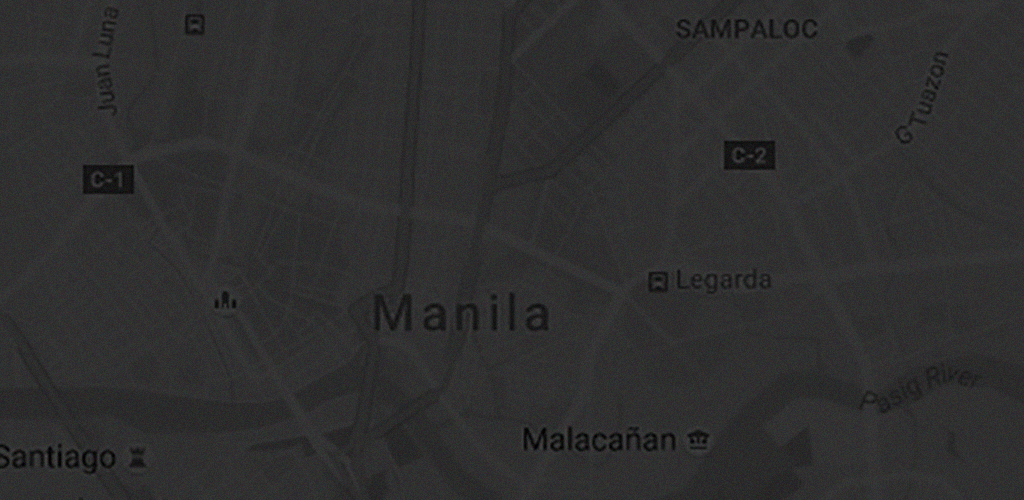 Juan Luna
SAMPALOC
G Tuazon
C-2
C-1
Legarda
Manila
Pasig River
Malacañan
Santiago